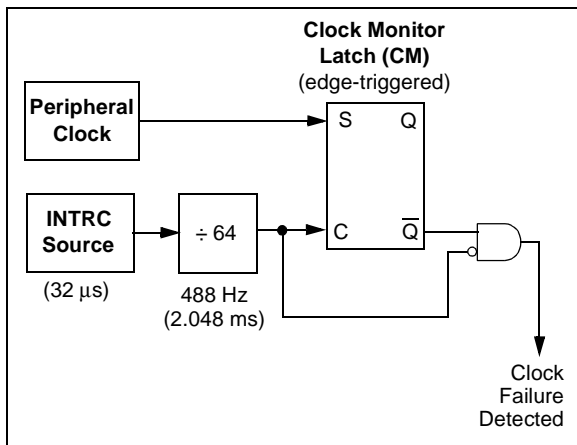 Clock Monitor
Latch (CM)
(edge-triggered)
Peripheral
Clock
S Q
INTRC
Source
÷ 64
C Q̅
(32 μs)
488 Hz
(2.048 ms)
Clock
Failure
Detected